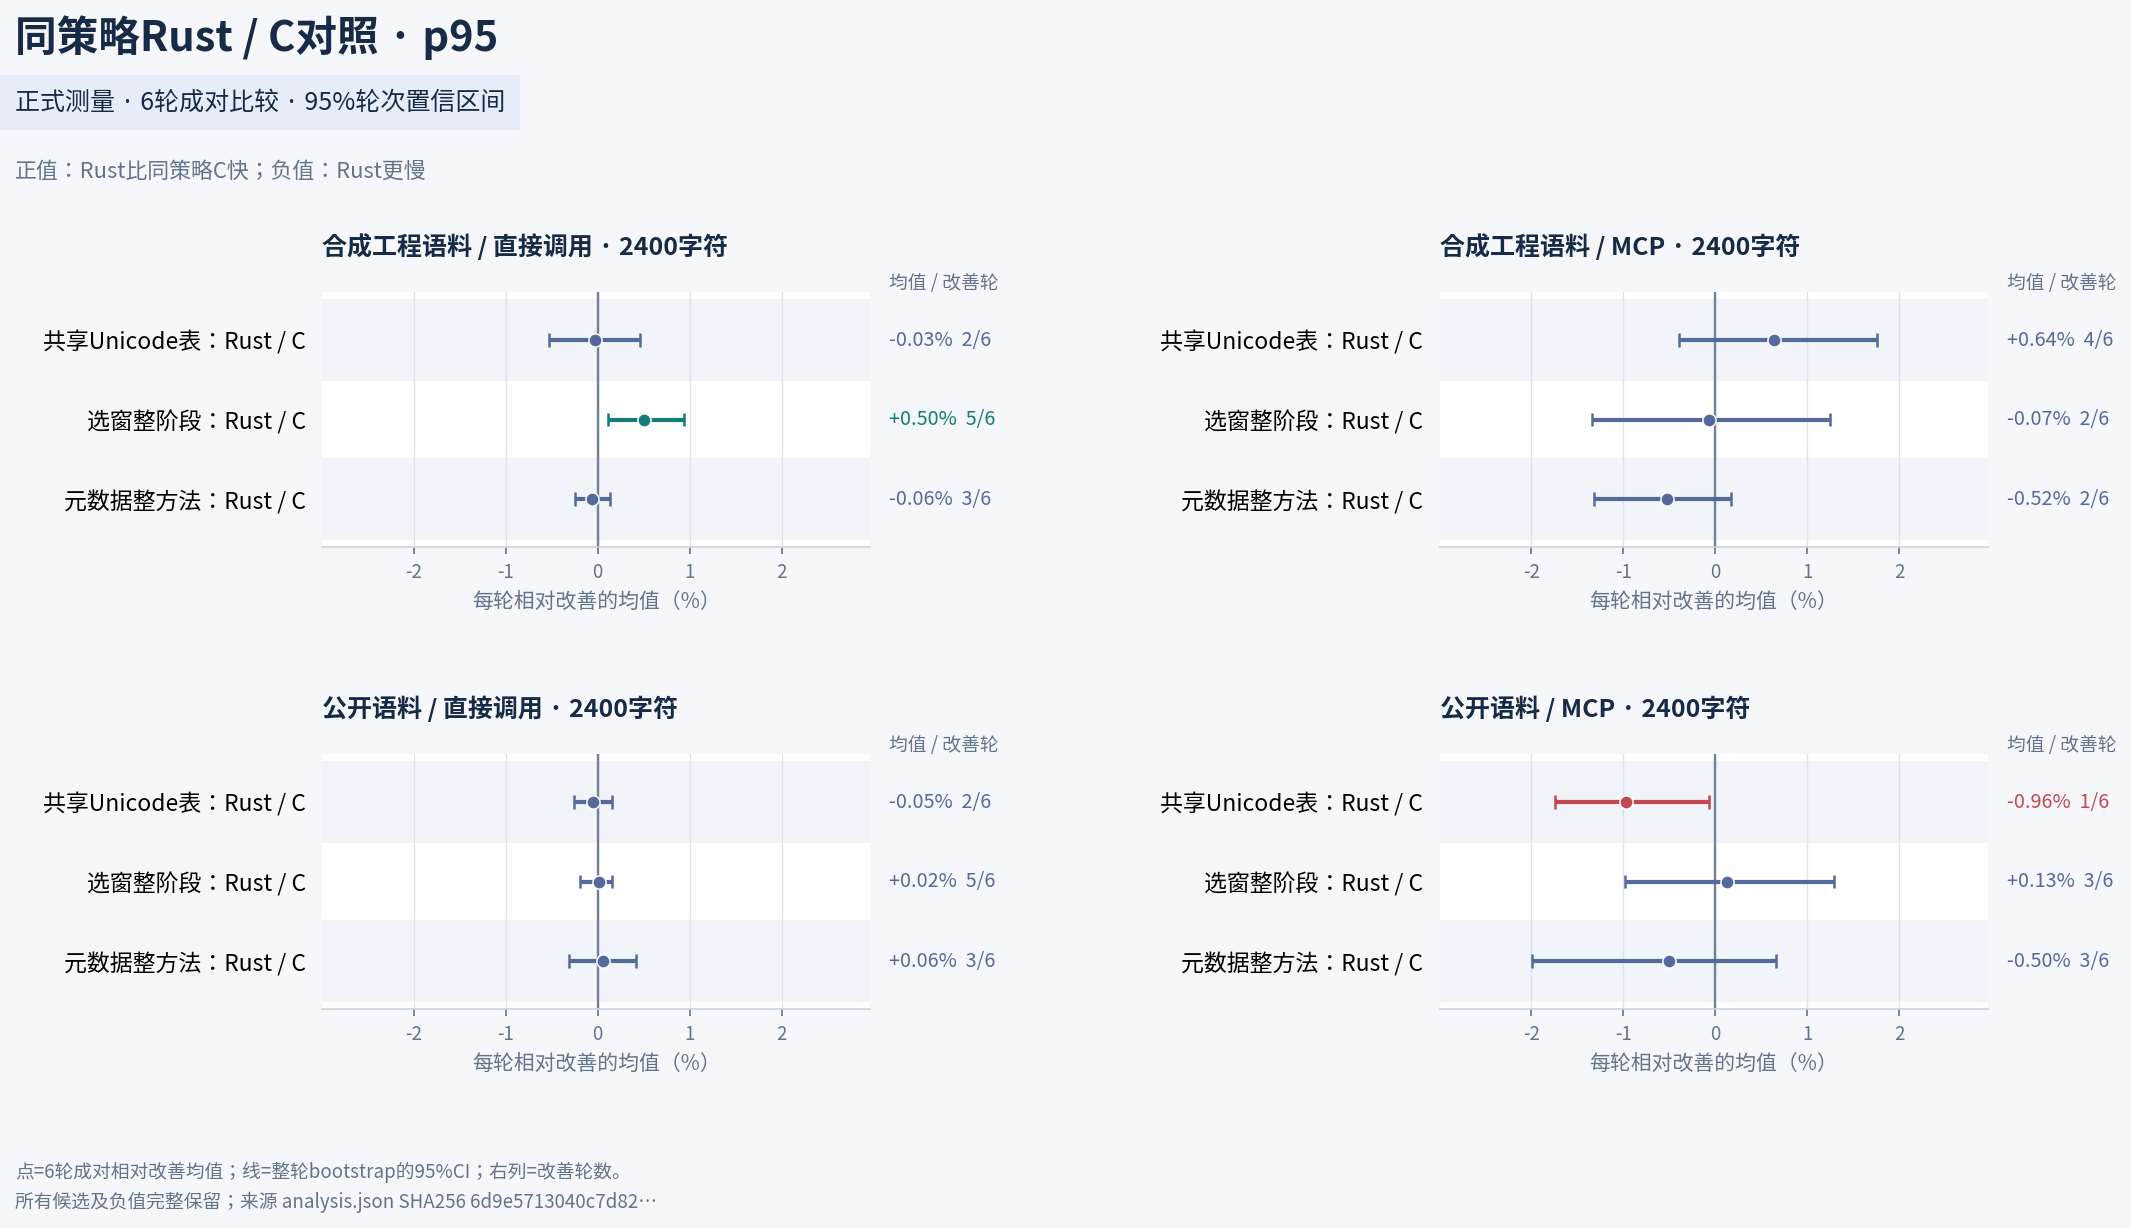 同策略Rust / C对照 · p95
正式测量 · 6轮成对比较 · 95%轮次置信区间
正值：Rust比同策略C快；负值：Rust更慢
合成工程语料 / 直接调用 · 2400字符
均值 / 改善轮
共享Unicode表：Rust / C
-0.03% 2/6
选窗整阶段：Rust / C
+0.50% 5/6
元数据整方法：Rust / C
-0.06% 3/6
-2 -1 0 1 2
每轮相对改善的均值（%）
合成工程语料 / MCP · 2400字符
均值 / 改善轮
共享Unicode表：Rust / C
+0.64% 4/6
选窗整阶段：Rust / C
-0.07% 2/6
元数据整方法：Rust / C
-0.52% 2/6
-2 -1 0 1 2
每轮相对改善的均值（%）
公开语料 / 直接调用 · 2400字符
均值 / 改善轮
共享Unicode表：Rust / C
-0.05% 2/6
选窗整阶段：Rust / C
+0.02% 5/6
元数据整方法：Rust / C
+0.06% 3/6
-2 -1 0 1 2
每轮相对改善的均值（%）
公开语料 / MCP · 2400字符
均值 / 改善轮
共享Unicode表：Rust / C
-0.96% 1/6
选窗整阶段：Rust / C
+0.13% 3/6
元数据整方法：Rust / C
-0.50% 3/6
-2 -1 0 1 2
每轮相对改善的均值（%）
点=6轮成对相对改善均值；线=整轮bootstrap的95%CI；右列=改善轮数。
所有候选及负值完整保留；来源 analysis.json SHA256 6d9e5713040c7d82…